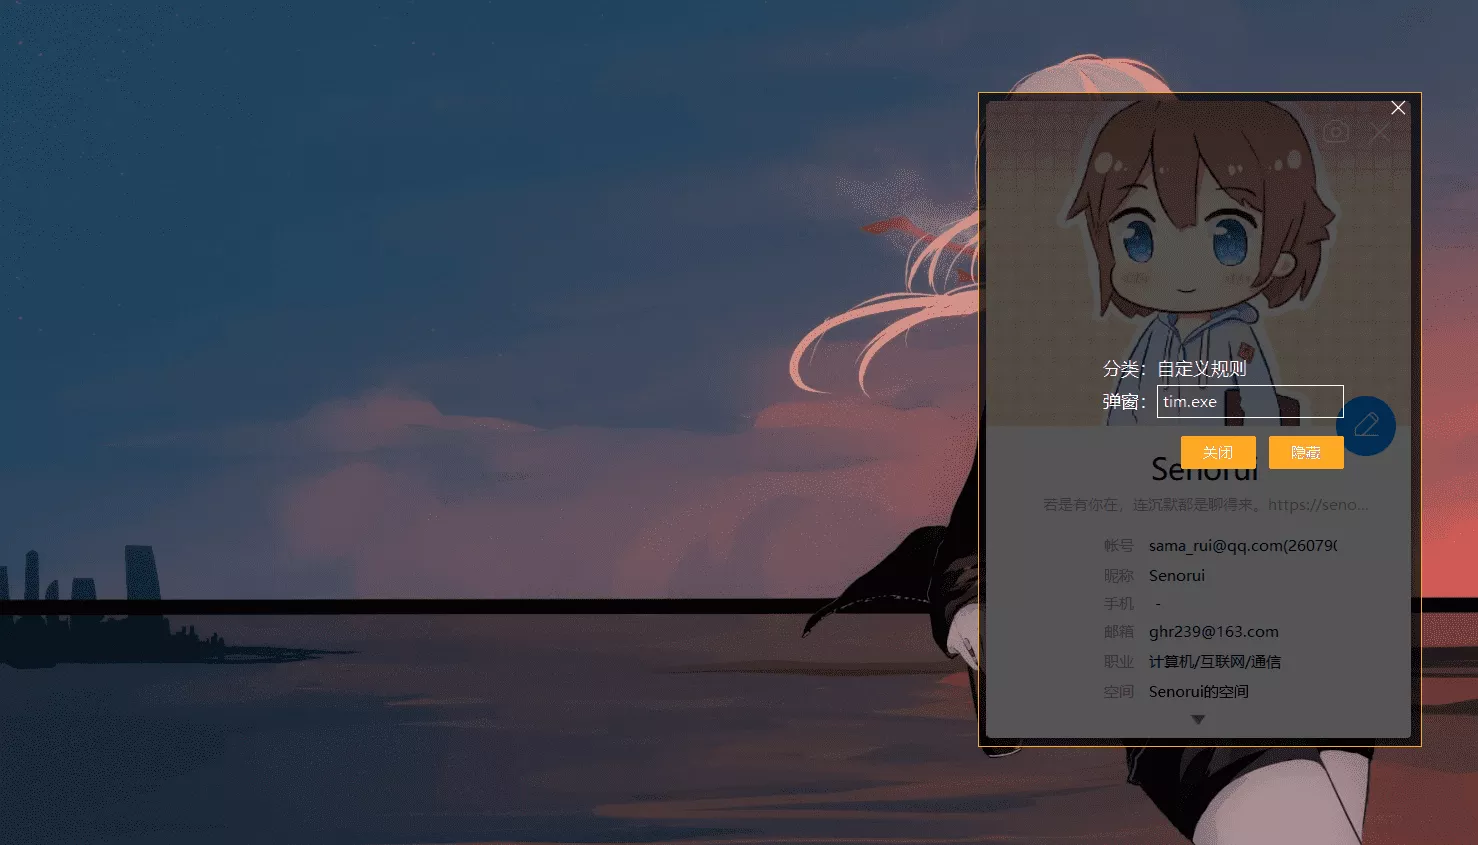 分类：自定义规则
弹窗：tim.exe
关闭 隐藏
Senorui
若是有你在，连沉默都是聊得来。https://seno...
帐号 sama_rui@qq.com(26079
昵称 Senorui
手机 -
邮箱 ghr239@163.com
职业 计算机/互联网/通信
空间 Senorui的空间